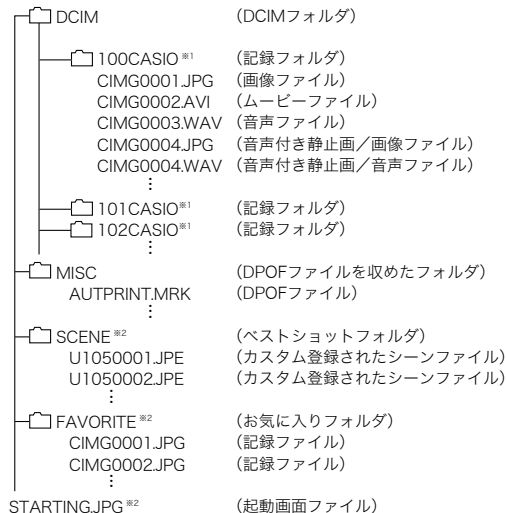 DCIM （DCIMフォルダ）
100CASIO※1 （記録フォルダ）
CIMG0001.JPG （画像ファイル）
CIMG0002.AVI （ムービーファイル）
CIMG0003.WAV （音声ファイル）
CIMG0004.JPG （音声付き静止画／画像ファイル）
CIMG0004.WAV （音声付き静止画／音声ファイル）
101CASIO※1 （記録フォルダ）
102CASIO※1 （記録フォルダ）
MISC （DPOFファイルを収めたフォルダ）
AUTPRINT.MRK （DPOFファイル）
SCENE※2 （ベストショットフォルダ）
U1050001.JPE （カスタム登録されたシーンファイル）
U1050002.JPE （カスタム登録されたシーンファイル）
FAVORITE※2 （お気に入りフォルダ）
CIMG0001.JPG （記録ファイル）
CIMG0002.JPG （記録ファイル）
STARTING.JPG※2 （起動画面ファイル）